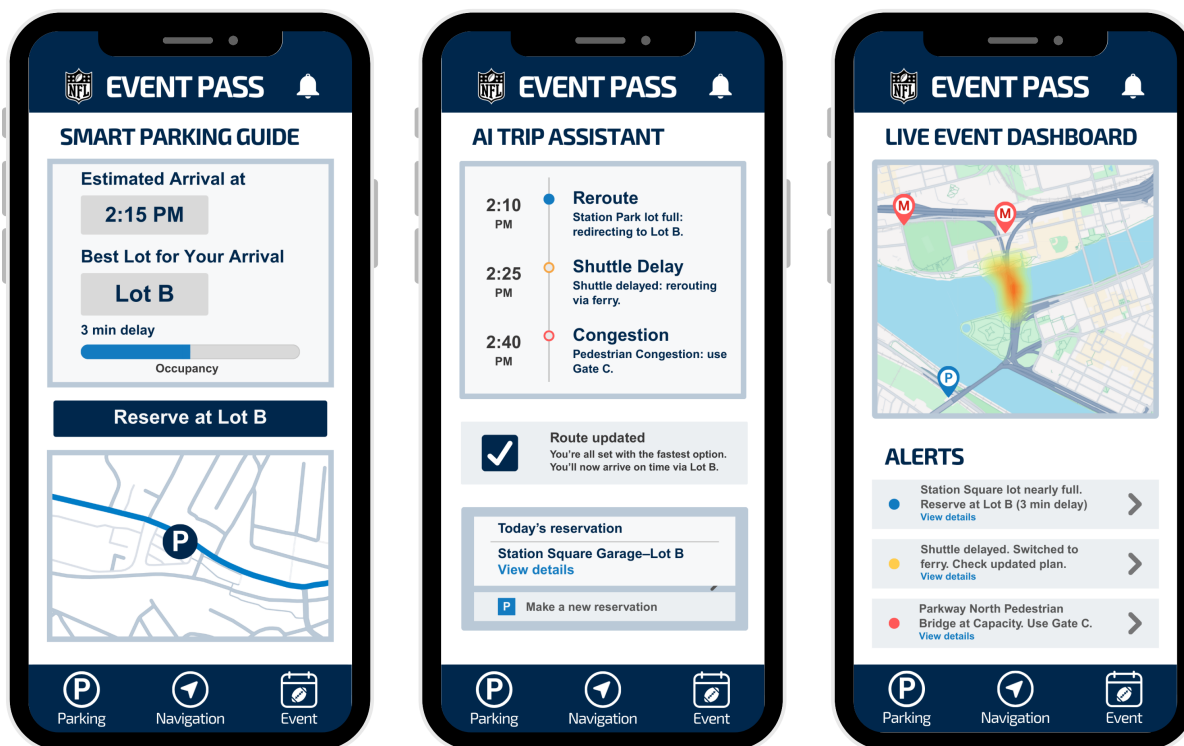 NFL
EVENT PASS
SMART PARKING GUIDE
Estimated Arrival at
2:15 PM
Best Lot for Your Arrival
Lot B
3 min delay
Occupancy
Reserve at Lot B
P
P
Parking
Navigation
Event
NFL
EVENT PASS
AI TRIP ASSISTANT
2:10
PM
Reroute
Station Park lot full:
redirecting to Lot B.
2:25
PM
Shuttle Delay
Shuttle delayed: rerouting
via ferry.
2:40
PM
Congestion
Pedestrian Congestion: use
Gate C.
Route updated
You're all set with the fastest option.
You'll now arrive on time via Lot B.
Today's reservation
Station Square Garage–Lot B
View details
P Make a new reservation
P
Parking
Navigation
Event
NFL
EVENT PASS
LIVE EVENT DASHBOARD
M
M
P
ALERTS
Station Square lot nearly full.
Reserve at Lot B (3 min delay)
View details
Shuttle delayed. Switched to
ferry. Check updated plan.
View details
Parkway North Pedestrian
Bridge at Capacity. Use Gate C.
View details
P
Parking
Navigation
Event